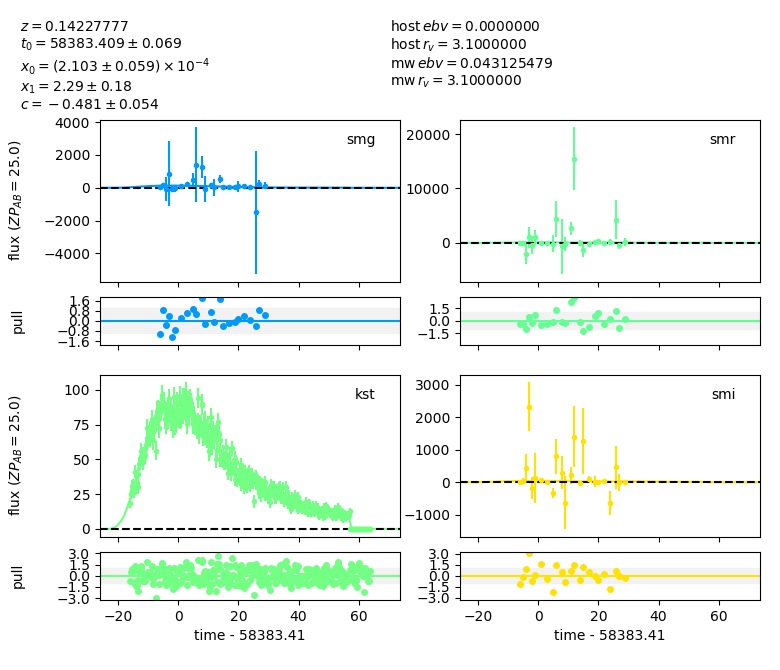 z = 0.14227777
t₀ = 58383.409 ± 0.069
x₀ = (2.103 ± 0.059) × 10⁻⁴
x₁ = 2.29 ± 0.18
c = −0.481 ± 0.054
host ebv = 0.0000000
host r_v = 3.1000000
mw ebv = 0.043125479
mw r_v = 3.1000000
smg
4000
2000
0
−2000
−4000
flux (ZP_AB = 25.0)
smr
20000
10000
0
1.6
0.8
0.0
−0.8
−1.6
pull
1.5
0.0
−1.5
kst
100
75
50
25
0
flux (ZP_AB = 25.0)
smi
3000
2000
1000
0
−1000
3.0
1.5
0.0
−1.5
−3.0
pull
−20 0 20 40 60
time - 58383.41
3.0
1.5
0.0
−1.5
−3.0
−20 0 20 40 60
time - 58383.41